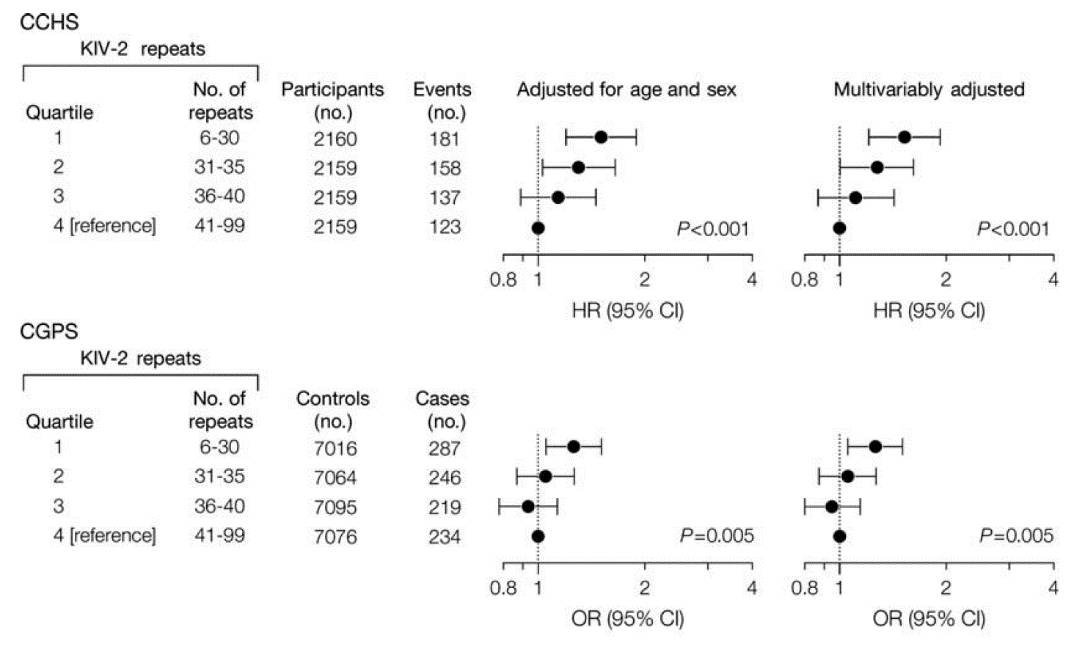 CCHS
KIV-2 repeats
Quartile No. of repeats Participants (no.) Events (no.) Adjusted for age and sex Multivariably adjusted
1 6-30 2160 181
2 31-35 2159 158
3 36-40 2159 137
4 [reference] 41-99 2159 123 P<0.001 P<0.001
0.8 1 2 4 0.8 1 2 4
HR (95% CI) HR (95% CI)
CGPS
KIV-2 repeats
Quartile No. of repeats Controls (no.) Cases (no.)
1 6-30 7016 287
2 31-35 7064 246
3 36-40 7095 219
4 [reference] 41-99 7076 234 P=0.005 P=0.005
0.8 1 2 4 0.8 1 2 4
OR (95% CI) OR (95% CI)